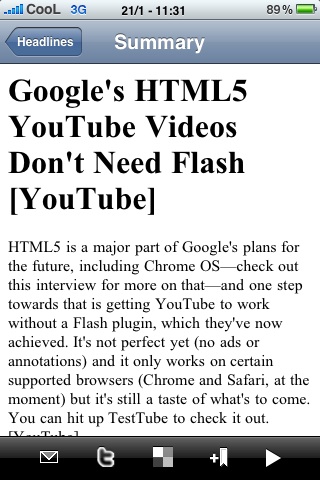 CooL 3G 21/1 - 11:31 89%
Headlines Summary
Google's HTML5
YouTube Videos
Don't Need Flash
[YouTube]
HTML5 is a major part of Google's plans for
the future, including Chrome OS—check out
this interview for more on that—and one step
towards that is getting YouTube to work
without a Flash plugin, which they've now
achieved. It's not perfect yet (no ads or
annotations) and it only works on certain
supported browsers (Chrome and Safari, at the
moment) but it's still a taste of what's to come.
You can hit up TestTube to check it out.
[YouTube]